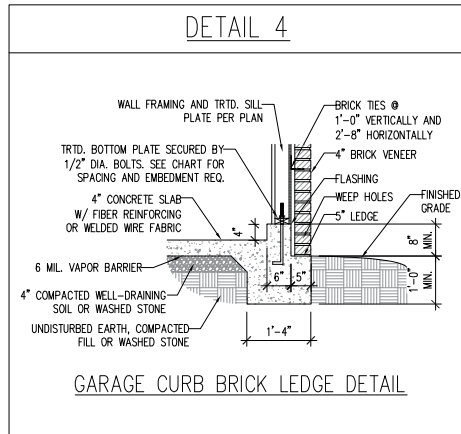 DETAIL 4
WALL FRAMING AND TRTD. SILL
PLATE PER PLAN
TRTD. BOTTOM PLATE SECURED BY
1/2" DIA. BOLTS. SEE CHART FOR
SPACING AND EMBEDMENT REQ.
4" CONCRETE SLAB
W/ FIBER REINFORCING
OR WELDED WIRE FABRIC
6 MIL. VAPOR BARRIER
4" COMPACTED WELL-DRAINING
SOIL OR WASHED STONE
UNDISTURBED EARTH, COMPACTED
FILL OR WASHED STONE
BRICK TIES @
1'-0" VERTICALLY AND
2'-8" HORIZONTALLY
4" BRICK VENEER
FLASHING
WEEP HOLES
5" LEDGE
FINISHED
GRADE
4"
6"
5"
8"
MIN.
1'-0"
MIN.
1'-4"
GARAGE CURB BRICK LEDGE DETAIL